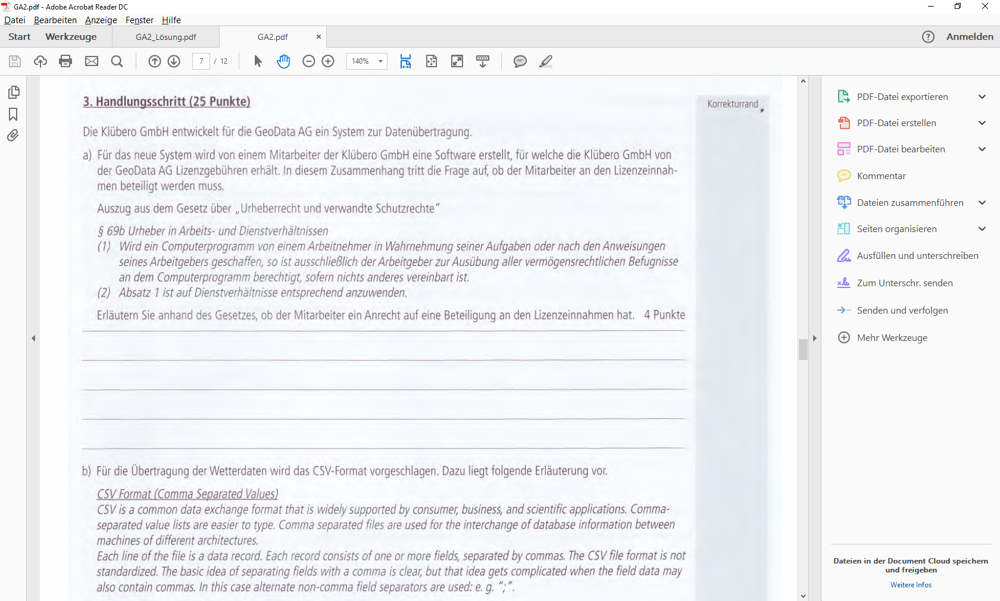 GA2.pdf - Adobe Acrobat Reader DC
Datei Bearbeiten Anzeige Fenster Hilfe
Start Werkzeuge GA2_Lösung.pdf GA2.pdf × ? Anmelden
7 / 12 140%
3. Handlungsschritt (25 Punkte)
Korrekturrand
Die Klübero GmbH entwickelt für die GeoData AG ein System zur Datenübertragung.
a) Für das neue System wird von einem Mitarbeiter der Klübero GmbH eine Software erstellt, für welche die Klübero GmbH von
der GeoData AG Lizenzgebühren erhält. In diesem Zusammenhang tritt die Frage auf, ob der Mitarbeiter an den Lizenzeinnah-
men beteiligt werden muss.
Auszug aus dem Gesetz über „Urheberrecht und verwandte Schutzrechte“
§ 69b Urheber in Arbeits- und Dienstverhältnissen
(1) Wird ein Computerprogramm von einem Arbeitnehmer in Wahrnehmung seiner Aufgaben oder nach den Anweisungen
seines Arbeitgebers geschaffen, so ist ausschließlich der Arbeitgeber zur Ausübung aller vermögensrechtlichen Befugnisse
an dem Computerprogramm berechtigt, sofern nichts anderes vereinbart ist.
(2) Absatz 1 ist auf Dienstverhältnisse entsprechend anzuwenden.
Erläutern Sie anhand des Gesetzes, ob der Mitarbeiter ein Anrecht auf eine Beteiligung an den Lizenzeinnahmen hat. 4 Punkte
b) Für die Übertragung der Wetterdaten wird das CSV-Format vorgeschlagen. Dazu liegt folgende Erläuterung vor.
CSV Format (Comma Separated Values)
CSV is a common data exchange format that is widely supported by consumer, business, and scientific applications. Comma-
separated value lists are easier to type. Comma separated files are used for the interchange of database information between
machines of different architectures.
Each line of the file is a data record. Each record consists of one or more fields, separated by commas. The CSV file format is not
standardized. The basic idea of separating fields with a comma is clear, but that idea gets complicated when the field data may
also contain commas. In this case alternate non-comma field separators are used: e. g. “;”.
PDF-Datei exportieren
PDF-Datei erstellen
PDF-Datei bearbeiten
Kommentar
Dateien zusammenführen
Seiten organisieren
Ausfüllen und unterschreiben
Zum Unterschr. senden
Senden und verfolgen
Mehr Werkzeuge
Dateien in der Document Cloud speichern
und freigeben
Weitere Infos